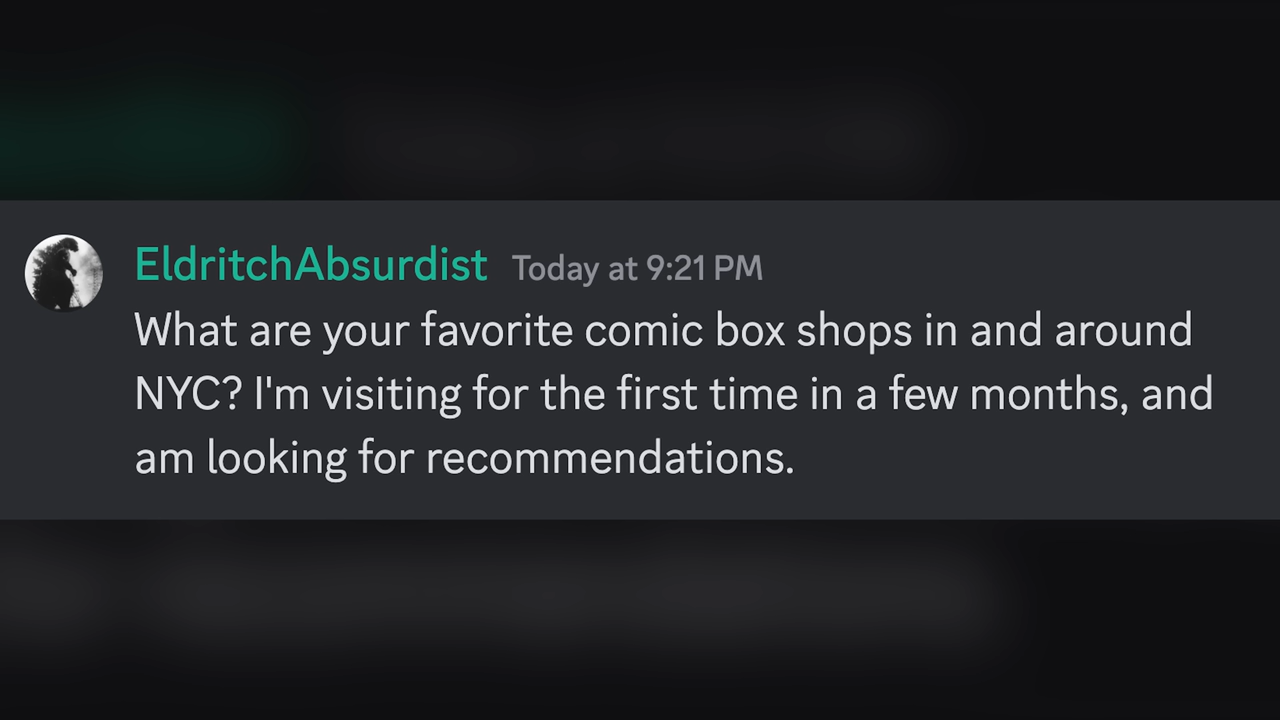 EldritchAbsurdist Today at 9:21 PM
What are your favorite comic box shops in and around
NYC? I'm visiting for the first time in a few months, and
am looking for recommendations.